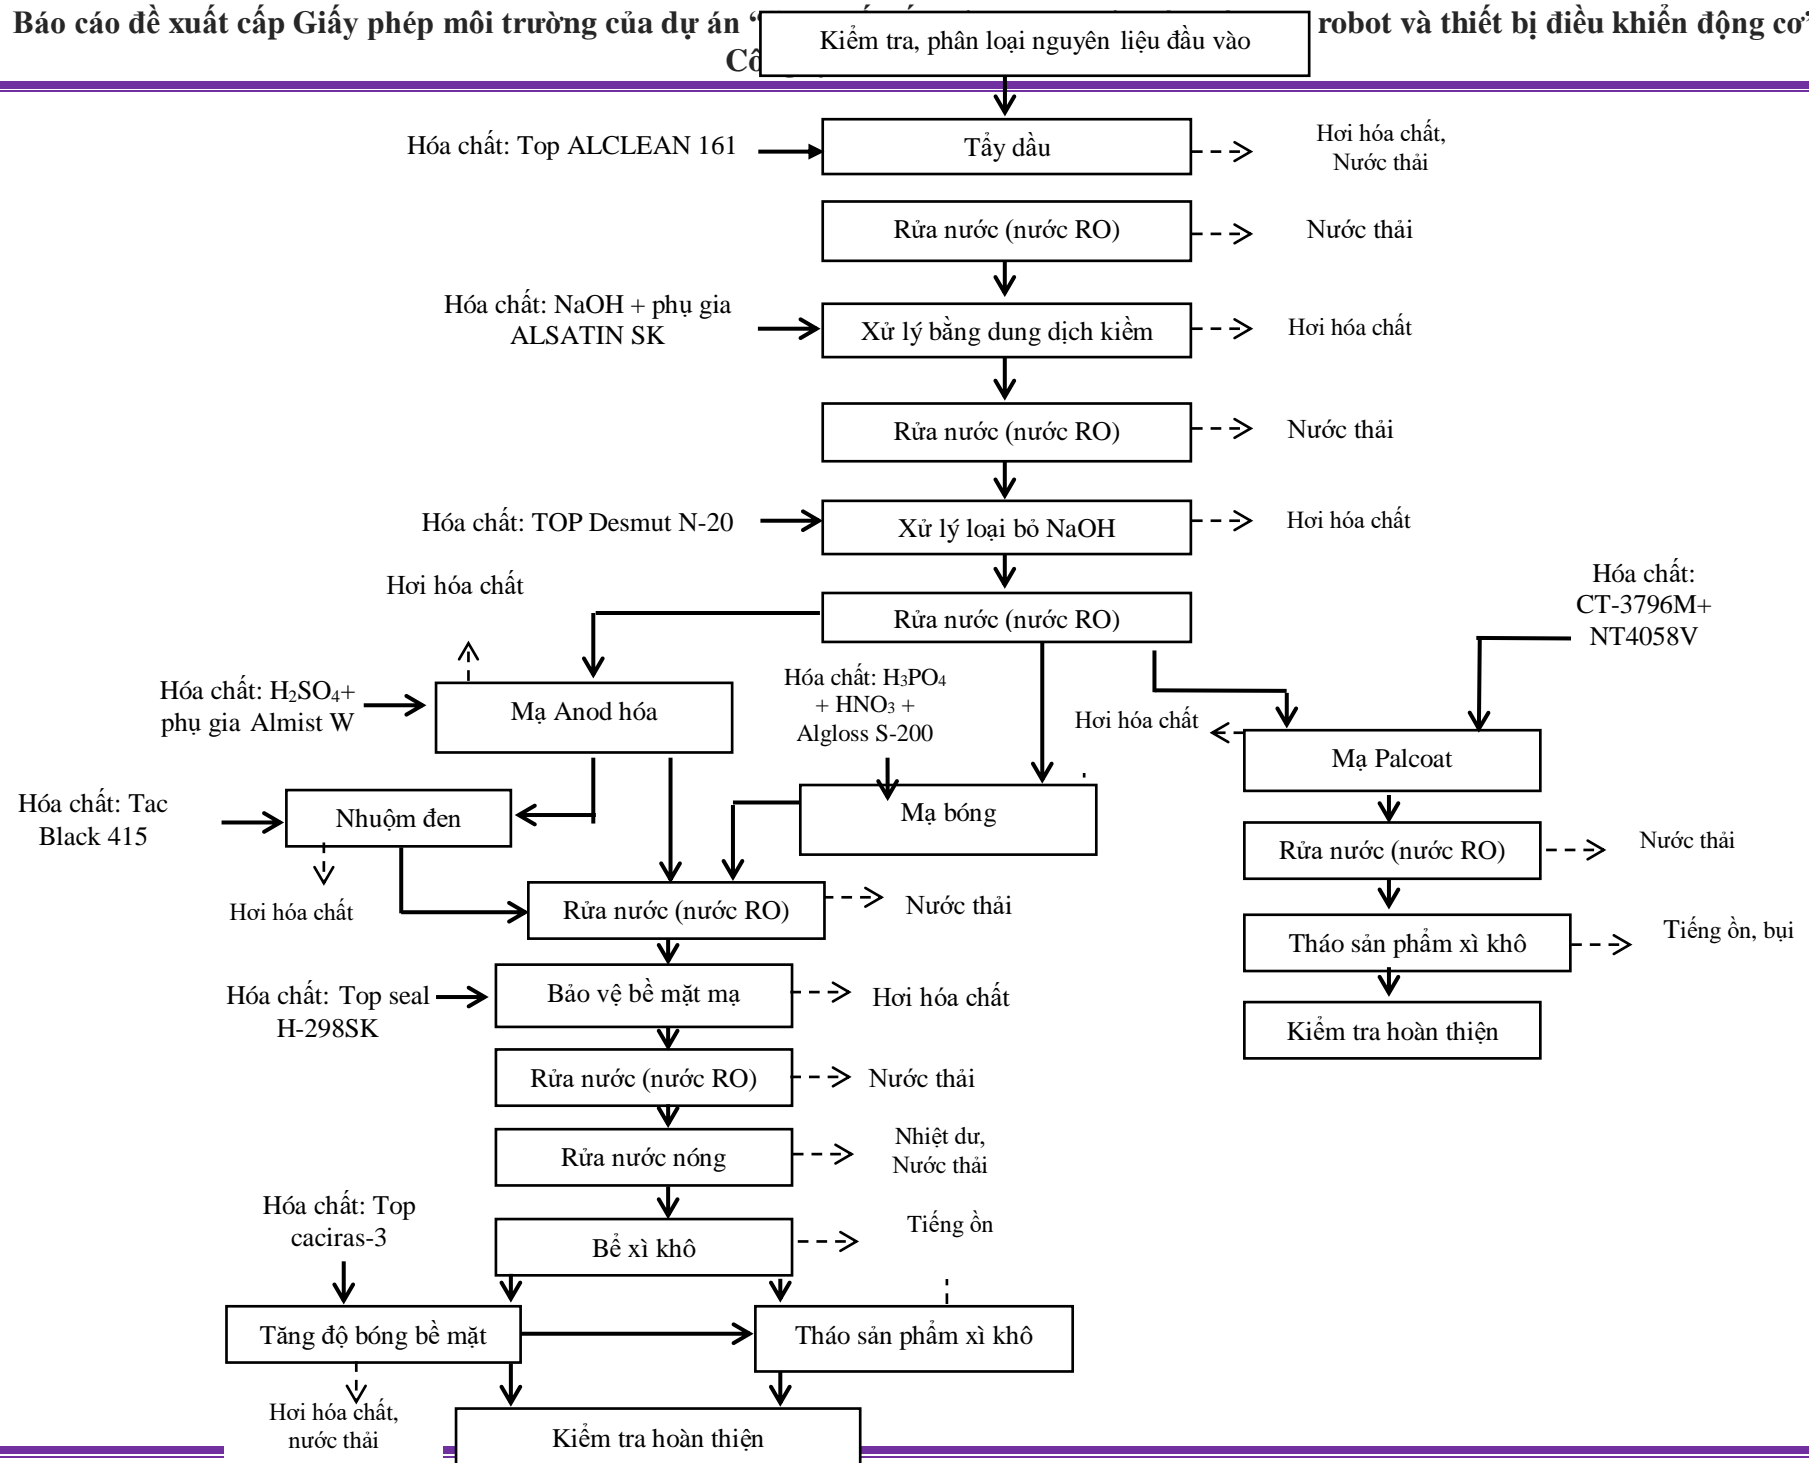 Báo cáo đề xuất cấp Giấy phép môi trường của dự án “
robot và thiết bị điều khiển động cơ”
Kiểm tra, phân loại nguyên liệu đầu vào
Hóa chất: Top ALCLEAN 161
Tẩy dầu
Hơi hóa chất,
Nước thải
Rửa nước (nước RO)
Nước thải
Hóa chất: NaOH + phụ gia
ALSATIN SK
Xử lý bằng dung dịch kiềm
Hơi hóa chất
Rửa nước (nước RO)
Nước thải
Hóa chất: TOP Desmut N-20
Xử lý loại bỏ NaOH
Hơi hóa chất
Hơi hóa chất
Rửa nước (nước RO)
Hóa chất:
CT-3796M+
NT4058V
Hóa chất: H₂SO₄+
phụ gia Almist W
Mạ Anod hóa
Hóa chất: H₃PO₄
+ HNO₃ +
Algloss S-200
Hơi hóa chất
Mạ Palcoat
Hóa chất: Tac
Black 415
Nhuộm đen
Mạ bóng
Rửa nước (nước RO)
Nước thải
Hơi hóa chất
Rửa nước (nước RO)
Nước thải
Tháo sản phẩm xì khô
Tiếng ồn, bụi
Hóa chất: Top seal
H-298SK
Bảo vệ bề mặt mạ
Hơi hóa chất
Kiểm tra hoàn thiện
Rửa nước (nước RO)
Nước thải
Rửa nước nóng
Nhiệt dư,
Nước thải
Hóa chất: Top
caciras-3
Bể xì khô
Tiếng ồn
Tăng độ bóng bề mặt
Tháo sản phẩm xì khô
Hơi hóa chất,
nước thải
Kiểm tra hoàn thiện